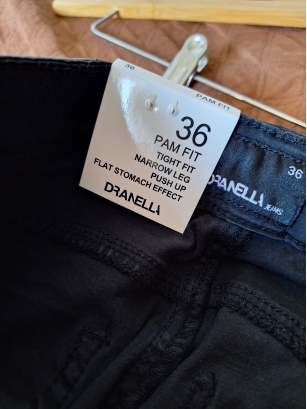 36
PAM FIT
36
PAM FIT
TIGHT FIT
NARROW LEG
PUSH UP
FLAT STOMACH EFFECT
DRANELLA
36
DRANELLA
JEANS